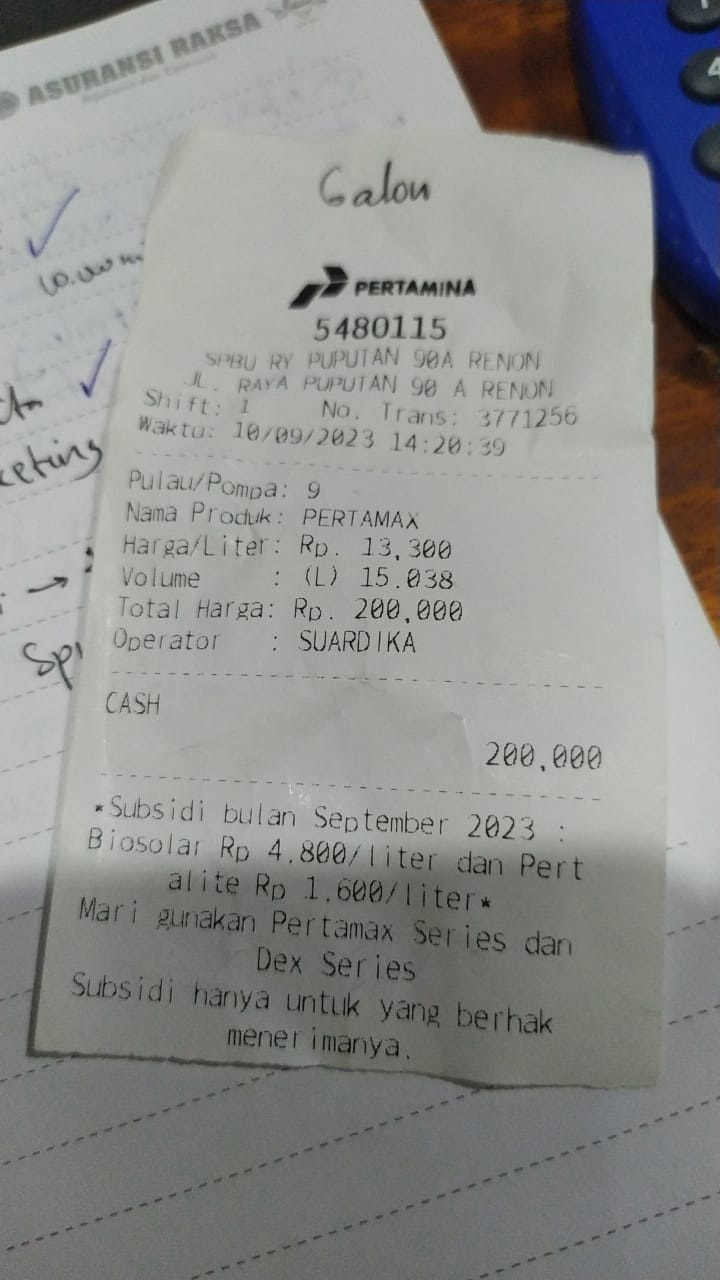 ASURANSI RAKSA
Galon
PERTAMINA
5480115
SPBU RY PUPUTAN 90A RENON
JL. RAYA PUPUTAN 90 A RENON
Shift: 1 No. Trans: 3771256
Waktu: 10/09/2023 14:20:39
Pulau/Pompa: 9
Nama Produk: PERTAMAX
Harga/Liter: Rp. 13,300
Volume : (L) 15.038
Total Harga: Rp. 200,000
Operator : SUARDIKA
CASH
200,000
*Subsidi bulan September 2023 :
Biosolar Rp 4.800/liter dan Pert
alite Rp 1.600/liter*
Mari gunakan Pertamax Series dan
Dex Series
Subsidi hanya untuk yang berhak
menerimanya.